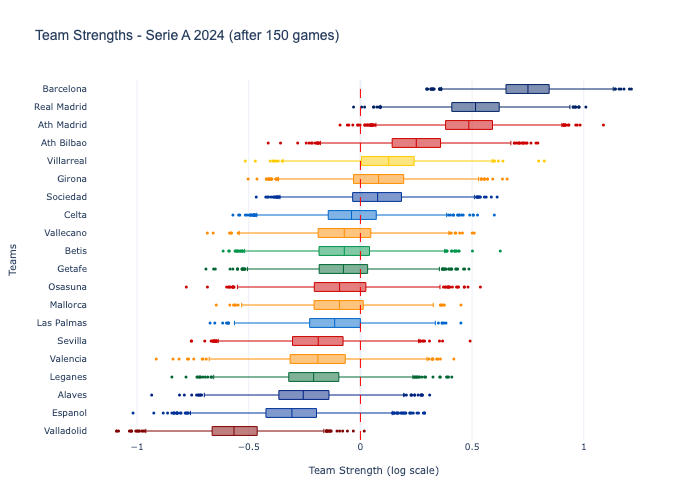 Team Strengths - Serie A 2024 (after 150 games)
Teams
Barcelona
Real Madrid
Ath Madrid
Ath Bilbao
Villarreal
Girona
Sociedad
Celta
Vallecano
Betis
Getafe
Osasuna
Mallorca
Las Palmas
Sevilla
Valencia
Leganes
Alaves
Espanol
Valladolid
−1 −0.5 0 0.5 1
Team Strength (log scale)